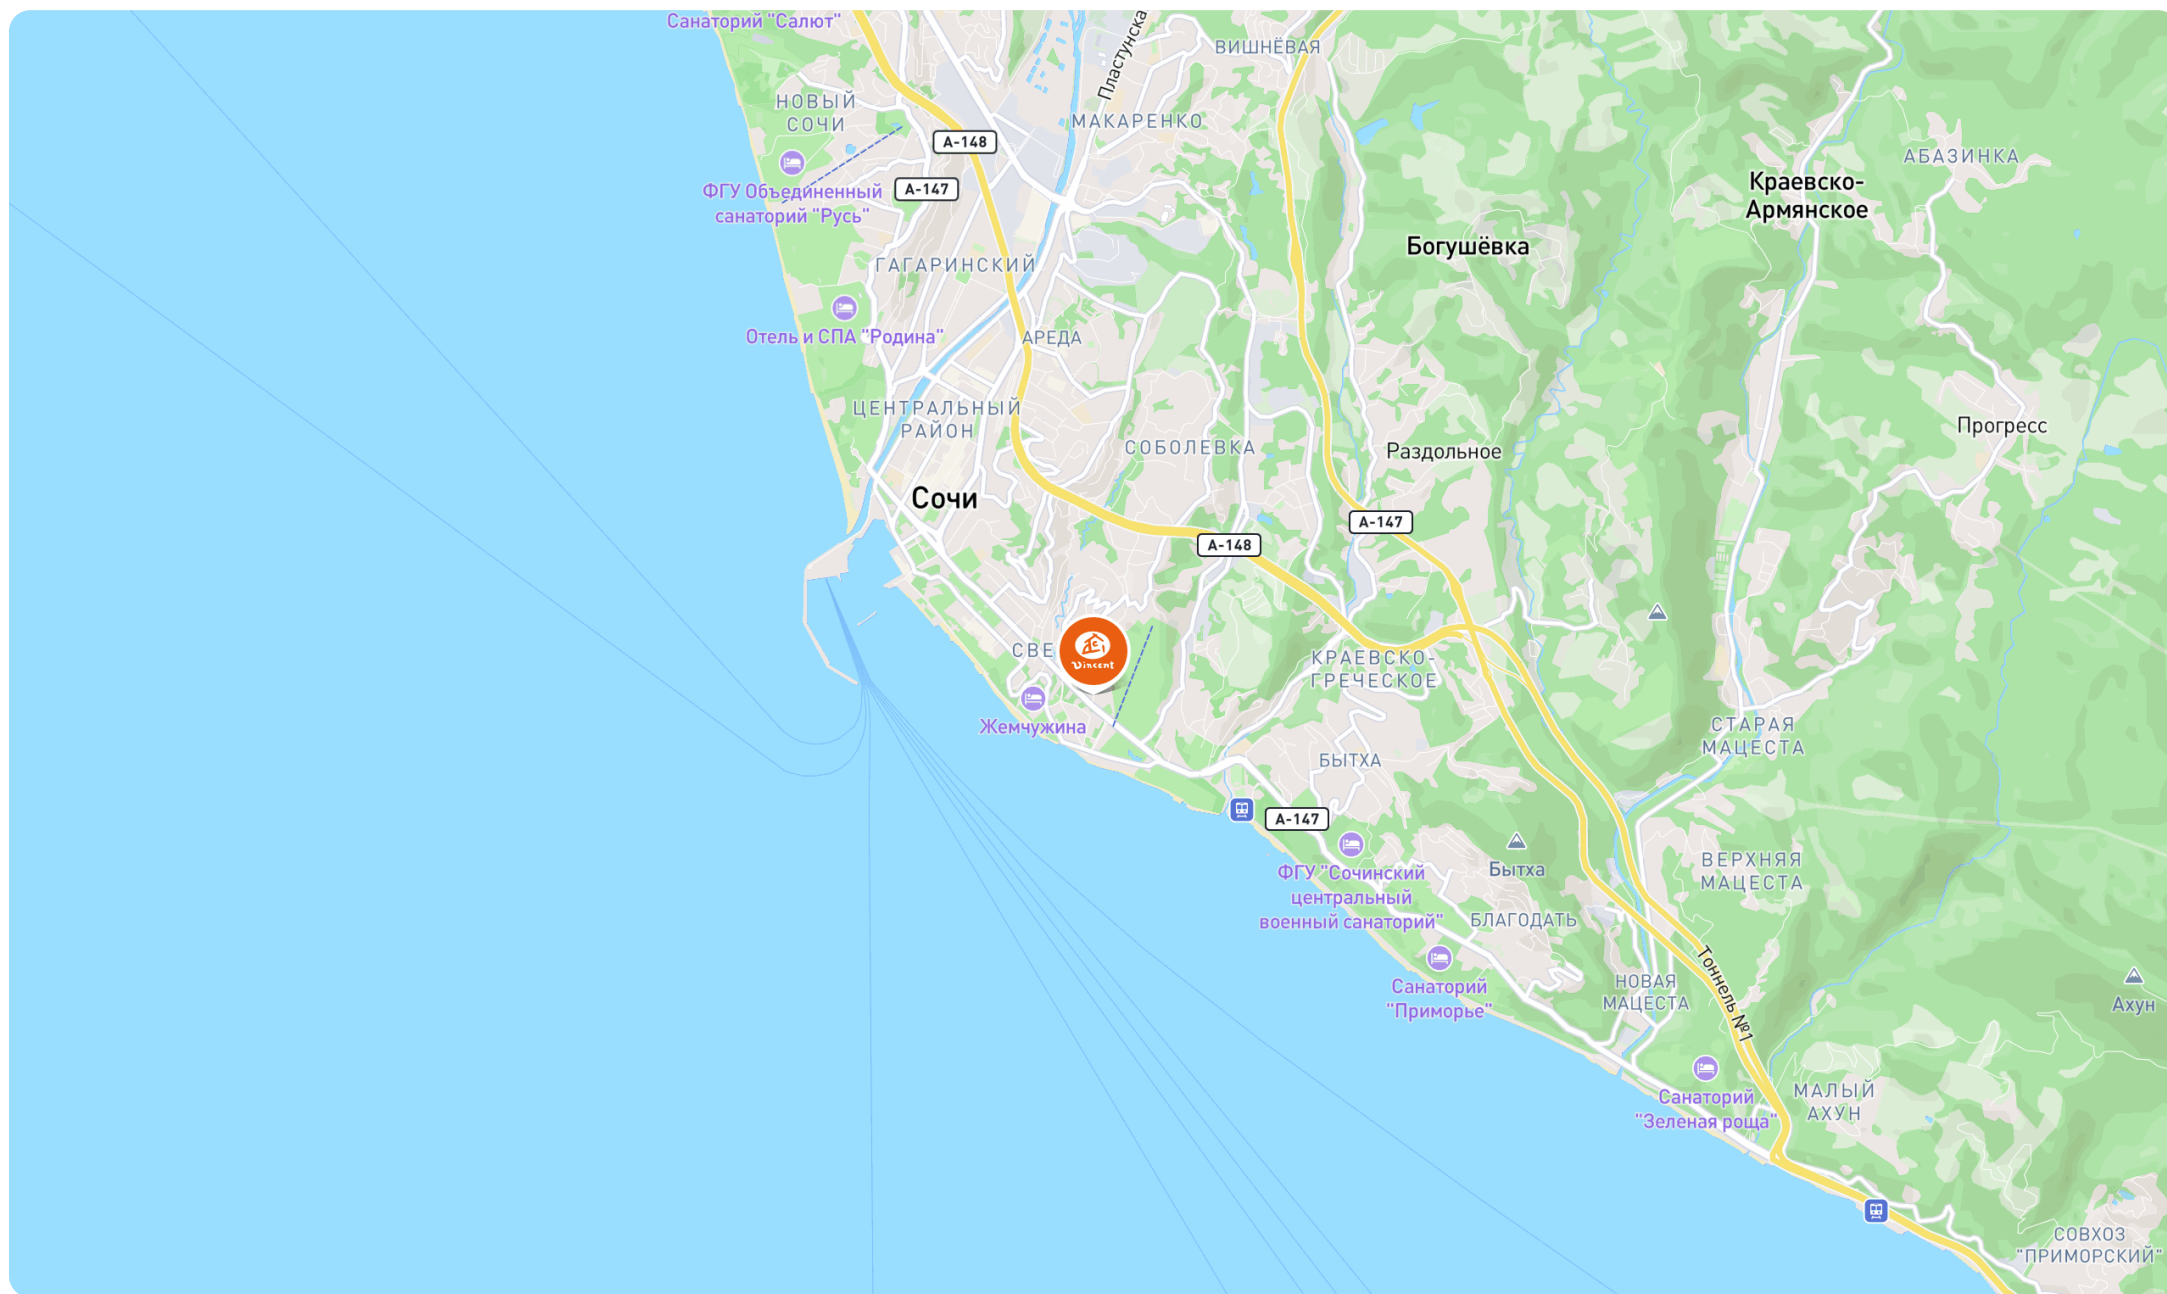 Санаторий "Салют"
Пластунска
ВИШНЁВАЯ
НОВЫЙ
СОЧИ
МАКАРЕНКО
А-148
АБАЗИНКА
ФГУ Объединенный
санаторий "Русь"
А-147
Краевско-
Армянское
Богушёвка
ГАГАРИНСКИЙ
Отель и СПА "Родина"
АРЕДА
ЦЕНТРАЛЬНЫЙ
РАЙОН
СОБОЛЕВКА
Раздольное
Прогресс
Сочи
А-147
А-148
СВЕ
Vincent
КРАЕВСКО-
ГРЕЧЕСКОЕ
Жемчужина
СТАРАЯ
МАЦЕСТА
БЫТХА
А-147
ФГУ "Сочинский
центральный
военный санаторий"
Бытха
ВЕРХНЯЯ
МАЦЕСТА
БЛАГОДАТЬ
Санаторий
"Приморье"
НОВАЯ
МАЦЕСТА
Тоннель №1
Ахун
Санаторий
"Зеленая роща"
МАЛЫЙ
АХУН
СОВХОЗ
"ПРИМОРСКИЙ"